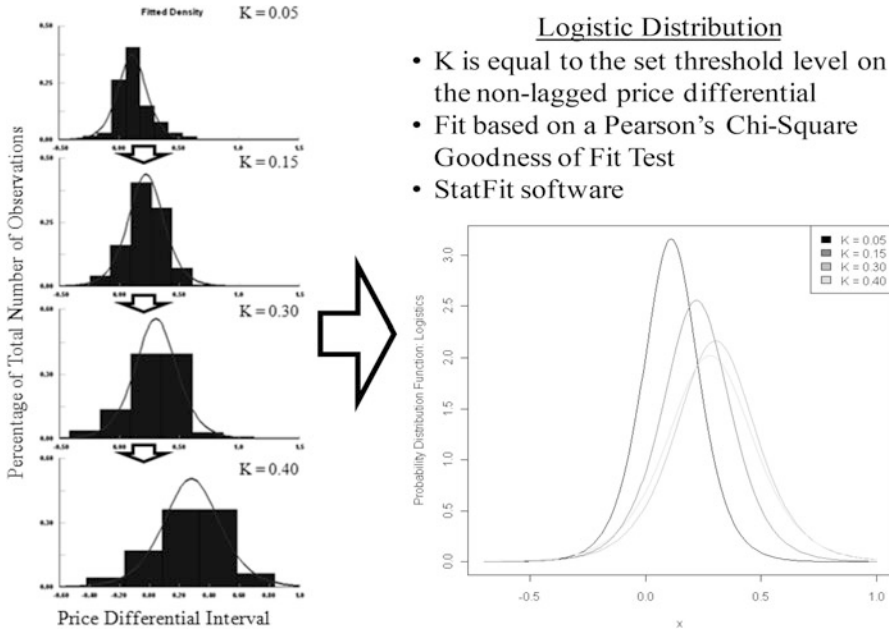 Fitted Density
K = 0.05
K = 0.15
K = 0.30
K = 0.40
Percentage of Total Number of Observations
Price Differential Interval
Logistic Distribution
• K is equal to the set threshold level on
the non-lagged price differential
• Fit based on a Pearson's Chi-Square
Goodness of Fit Test
• StatFit software
K = 0.05
K = 0.15
K = 0.30
K = 0.40
Probability Distribution Function: Logistics
3.0
2.5
2.0
1.5
1.0
0.5
0.0
-0.5
0.0
0.5
1.0
x